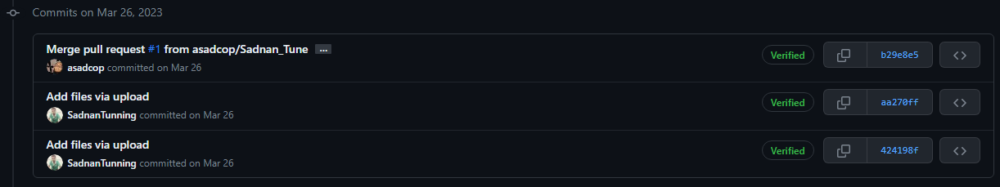 Commits on Mar 26, 2023
Merge pull request #1 from asadcop/Sadnan_Tune ...
Verified
b29e8e5
asadcop committed on Mar 26
Add files via upload
Verified
aa270ff
SadnanTunning committed on Mar 26
Add files via upload
Verified
424198f
SadnanTunning committed on Mar 26